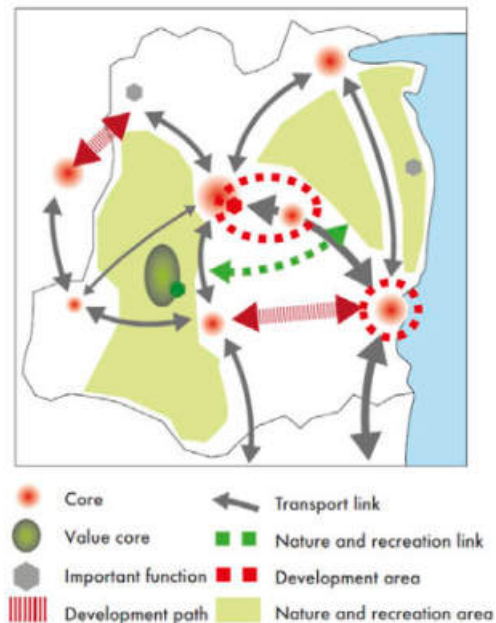 Core
Value core
Important function
Development path
Transport link
Nature and recreation link
Development area
Nature and recreation area